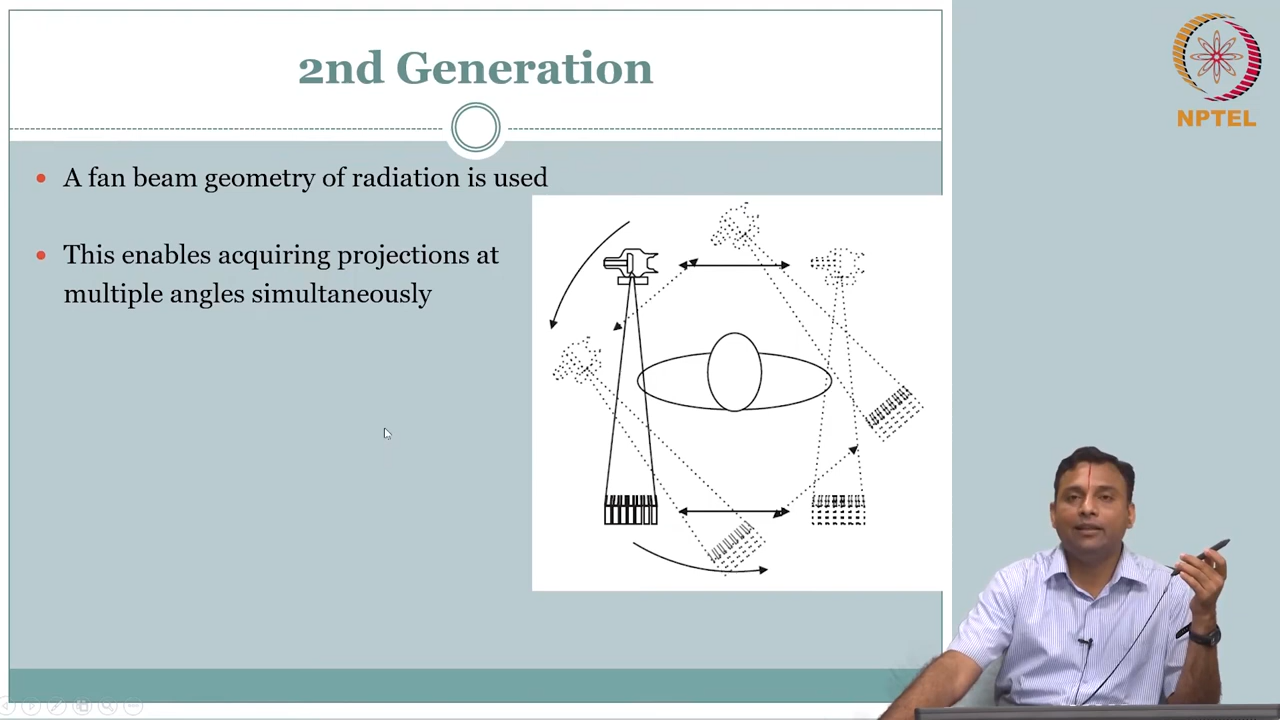 2nd Generation
NPTEL
• A fan beam geometry of radiation is used
• This enables acquiring projections at
multiple angles simultaneously